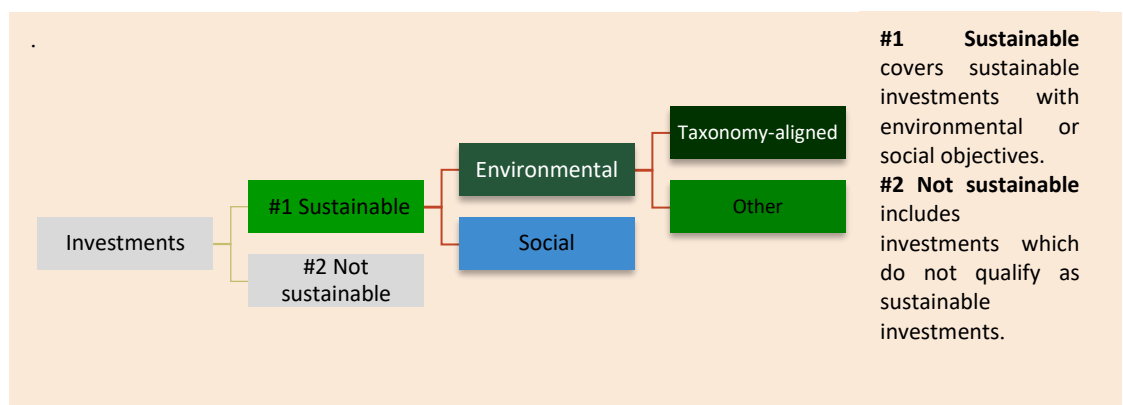 .
Investments
#1 Sustainable
#2 Not
sustainable
Environmental
Social
Taxonomy-aligned
Other
#1 Sustainable
covers sustainable
investments with
environmental or
social objectives.
#2 Not sustainable
includes
investments which
do not qualify as
sustainable
investments.